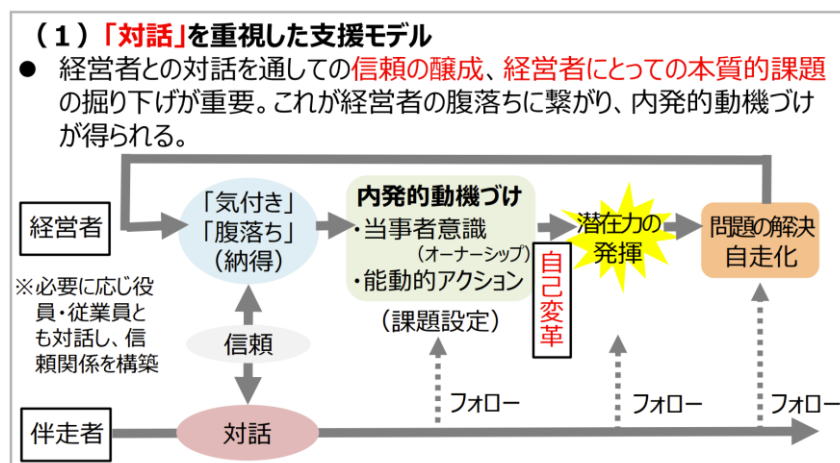 （１）「対話」を重視した支援モデル
● 経営者との対話を通しての信頼の醸成、経営者にとっての本質的課題
の掘り下げが重要。これが経営者の腹落ちに繋がり、内発的動機づけ
が得られる。
経営者
※必要に応じ役
員・従業員と
も対話し、信
頼関係を構築
「気付き」
「腹落ち」
（納得）
内発的動機づけ
・当事者意識
（オーナーシップ）
・能動的アクション
（課題設定）
自己変革
潜在力の
発揮
問題の解決
自走化
信頼
フォロー
フォロー
フォロー
伴走者
対話